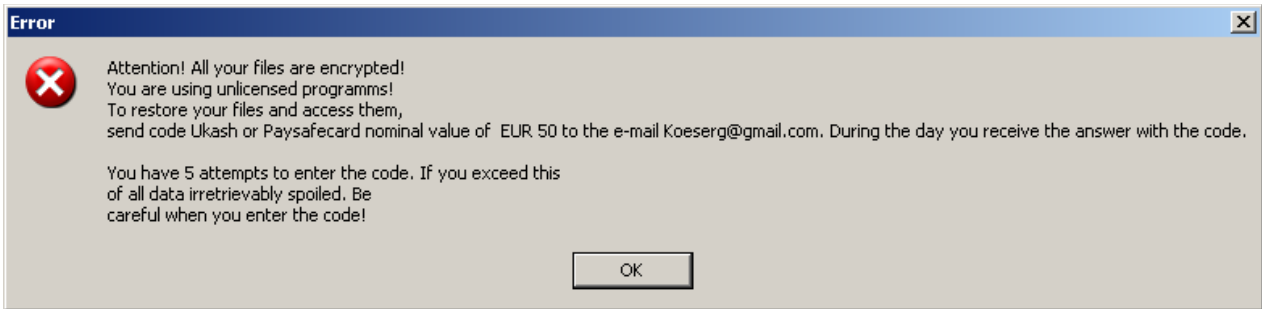 Error
Attention! All your files are encrypted!
You are using unlicensed programms!
To restore your files and access them,
send code Ukash or Paysafecard nominal value of  EUR 50 to the e-mail Koeserg@gmail.com. During the day you receive the answer with the code.
You have 5 attempts to enter the code. If you exceed this
of all data irretrievably spoiled. Be
careful when you enter the code!
OK